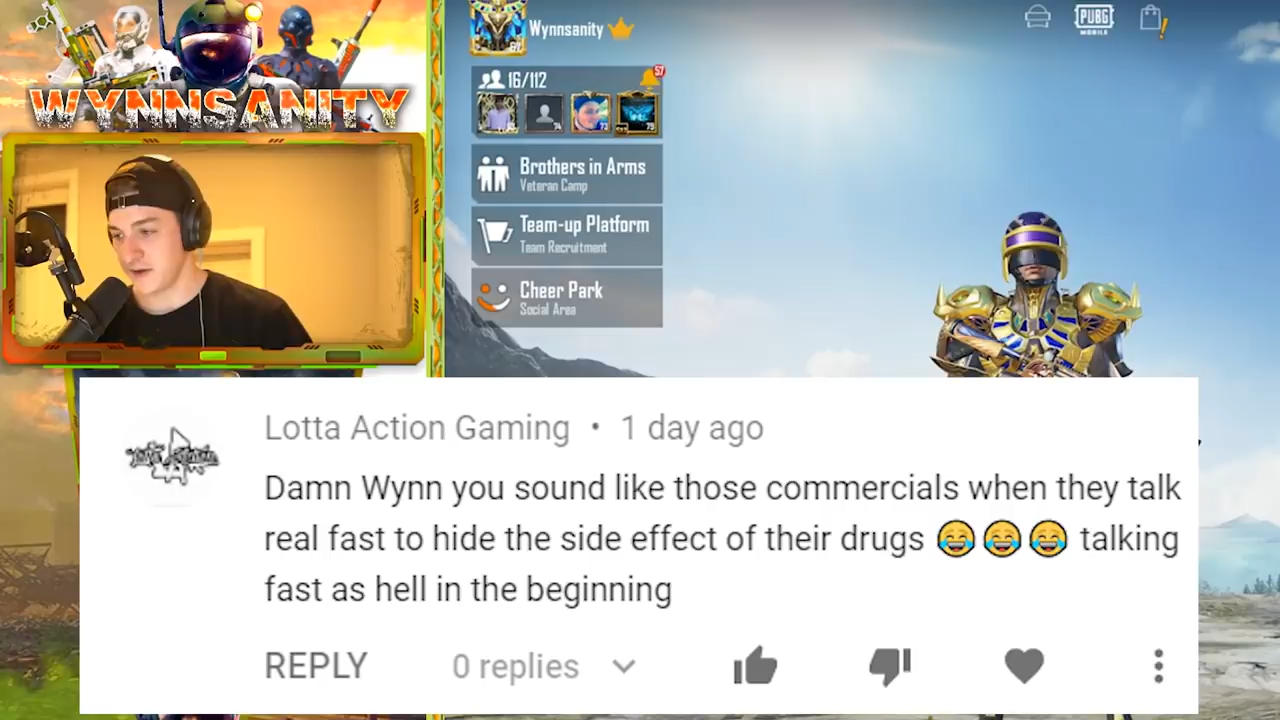 WYNNSANITY
Wynnsanity
PUBG
MOBILE
16/112
57
Brothers in Arms
Veteran Camp
Team-up Platform
Team Recruitment
Cheer Park
Social Area
Lotta Action Gaming • 1 day ago
Damn Wynn you sound like those commercials when they talk
real fast to hide the side effect of their drugs 😂😂😂 talking
fast as hell in the beginning
REPLY 0 replies